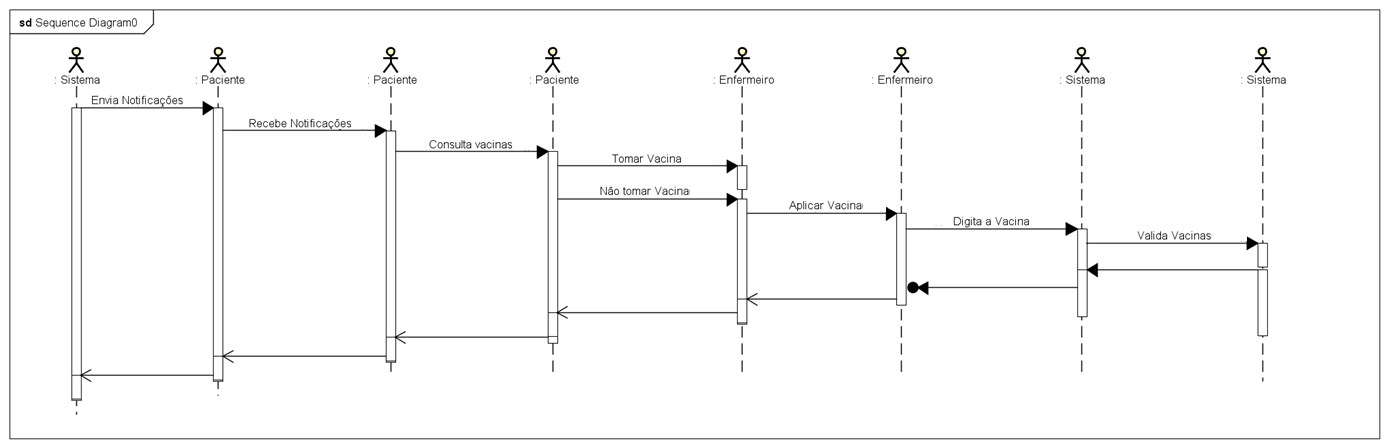 sd Sequence Diagram0
: Sistema
: Paciente
: Paciente
: Paciente
: Enfermeiro
: Enfermeiro
: Sistema
: Sistema
Envia Notificações
Recebe Notificações
Consulta vacinas
Tomar Vacina
Não tomar Vacina
Aplicar Vacina
Digita a Vacina
Valida Vacinas